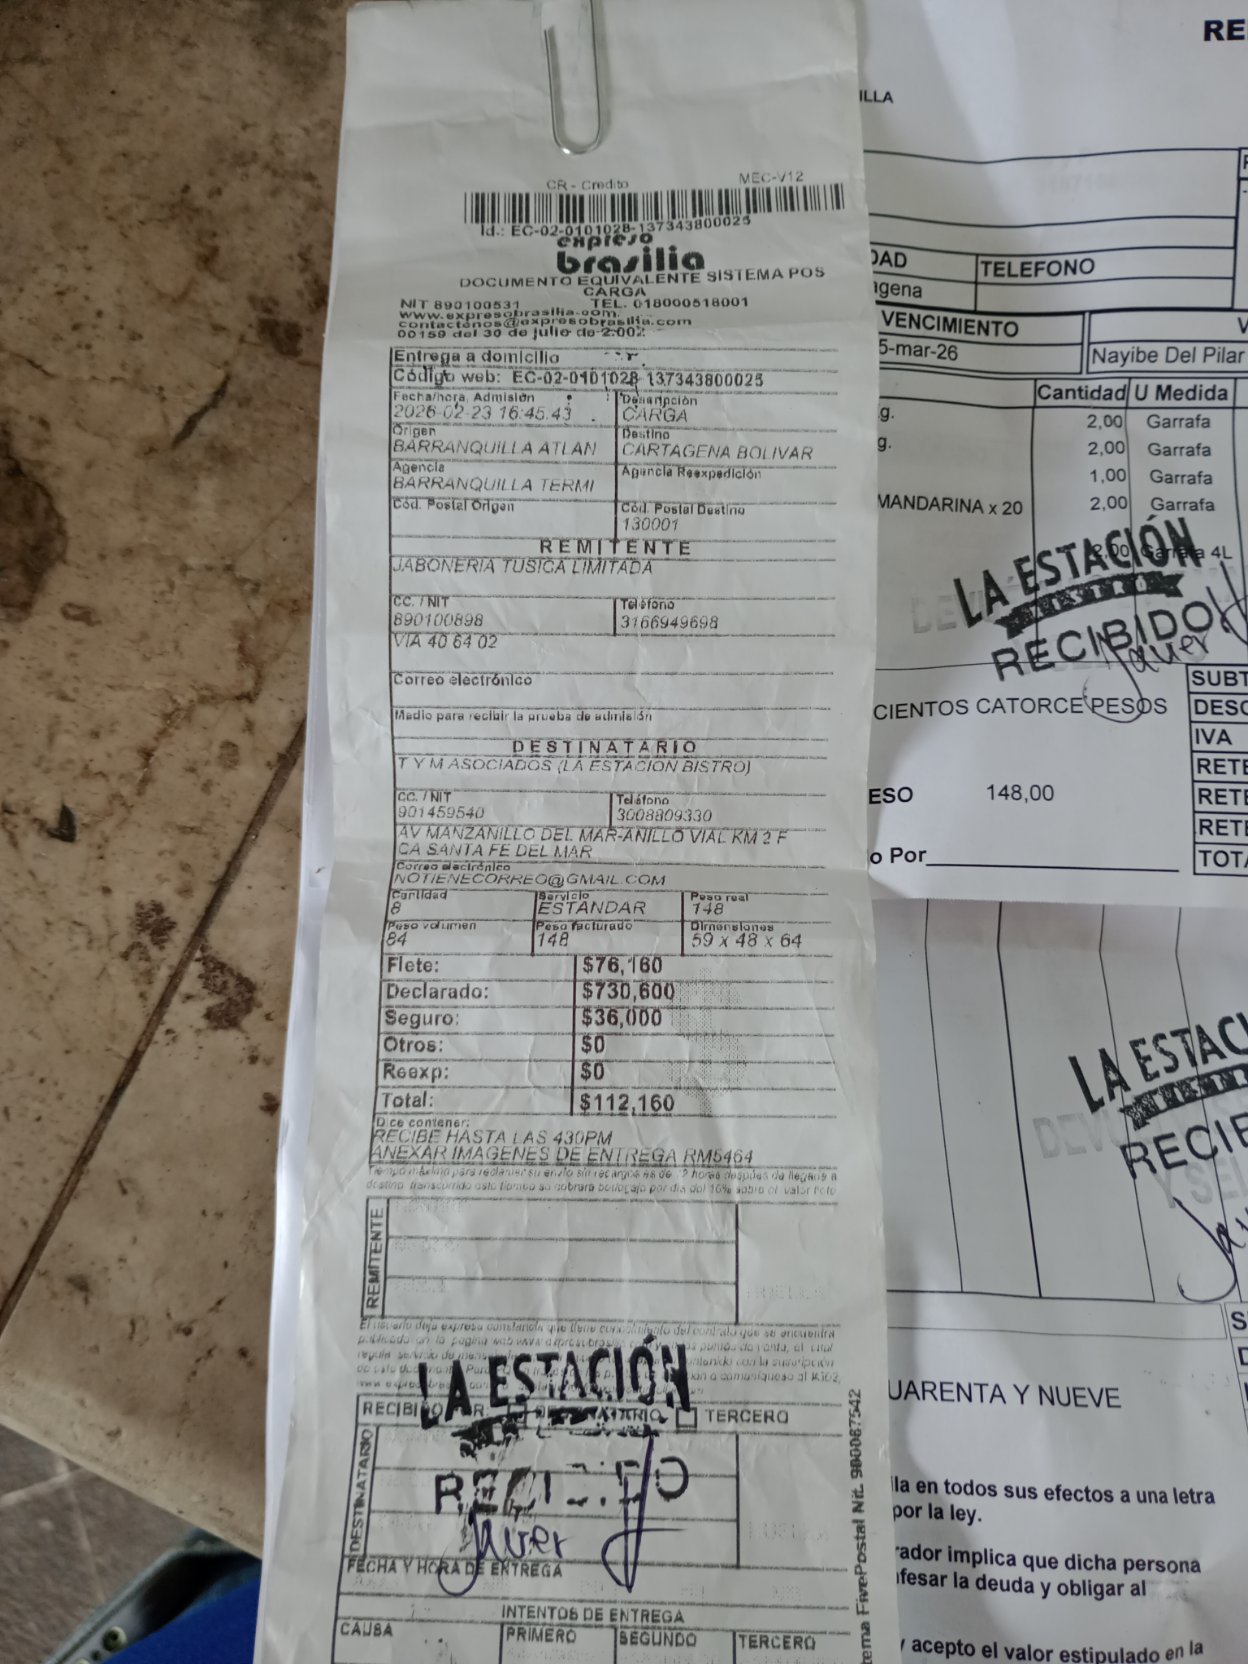 CR - Credito MEC-V12
Id.: EC-02-0101028-137343800025
expreso
brasilia
DOCUMENTO EQUIVALENTE SISTEMA POS
CARGA
NIT 890100531 TEL. 018000518001
www.expresobrasilia.com.
contactenos@expresobrasilia.com
00159 del 30 de julio de 2.002
Entrega a domicilio
Código web: EC-02-0101028-137343800025
Fecha/hora, Admisión Descripción
2026-02-23 16:45.43 CARGA
Origen Destino
BARRANQUILLA ATLAN CARTAGENA BOLIVAR
Agencia Agencia Reexpedición
BARRANQUILLA TERMI
Cód. Postal Origen Cód. Postal Destino
130001
REMITENTE
JABONERIA TUSICA LIMITADA
CC. / NIT Teléfono
890100898 3166949698
VIA 40 64 02
Correo electrónico
Medio para recibir la prueba de admisión
DESTINATARIO
T Y M ASOCIADOS (LA ESTACION BISTRO)
CC. / NIT Teléfono
901459540 3008809330
AV MANZANILLO DEL MAR-ANILLO VIAL KM 2 F
CA SANTA FE DEL MAR
Correo electrónico
NOTIENECORREO@GMAIL.COM
Cantidad Servicio Peso real
8 ESTANDAR 148
Peso volumen Peso facturado Dimensiones
84 148 59 x 48 x 64
Flete: $76,160
Declarado: $730,600
Seguro: $36,000
Otros: $0
Reexp: $0
Total: $112,160
Dice contener:
RECIBE HASTA LAS 430PM
ANEXAR IMAGENES DE ENTREGA RM5464
REMITENTE
LA ESTACIÓN
RECIBIDO
Javer
TERCERO
DESTINATARIO
FECHA Y HORA DE ENTREGA
INTENTOS DE ENTREGA
CAUSA PRIMERO SEGUNDO TERCERO
tema FivePostal Nit. 900087542
RE
ILLA
DAD TELEFONO
agena
VENCIMIENTO V
5-mar-26 Nayibe Del Pilar
Cantidad U Medida
g. 2,00 Garrafa
g. 2,00 Garrafa
1,00 Garrafa
MANDARINA x 20 2,00 Garrafa
2,00 Garrafa 4L
LA ESTACIÓN
RECIBIDO
Javer
CIENTOS CATORCE PESOS
SUBT
DESC
IVA
RETE
RETE
RETE
TOTA
ESO 148,00
o Por
LA ESTACI
RECIB
UARENTA Y NUEVE
la en todos sus efectos a una letra
por la ley.
rador implica que dicha persona
nfesar la deuda y obligar al
y acepto el valor estipulado en la